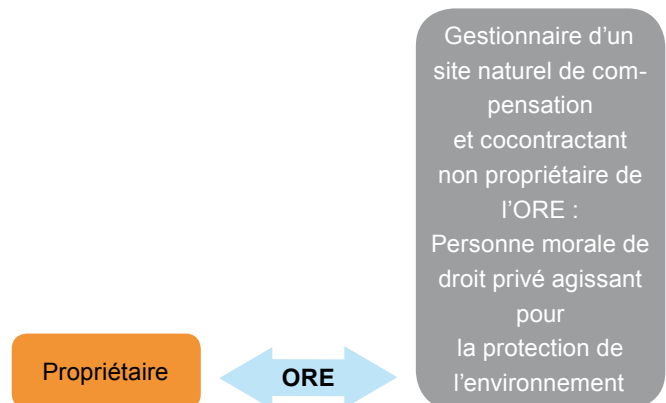 Gestionnaire d’un
site naturel de com-
pensation
et cocontractant
non propriétaire de
l’ORE :
Personne morale de
droit privé agissant
pour
la protection de
l’environnement
Propriétaire
ORE